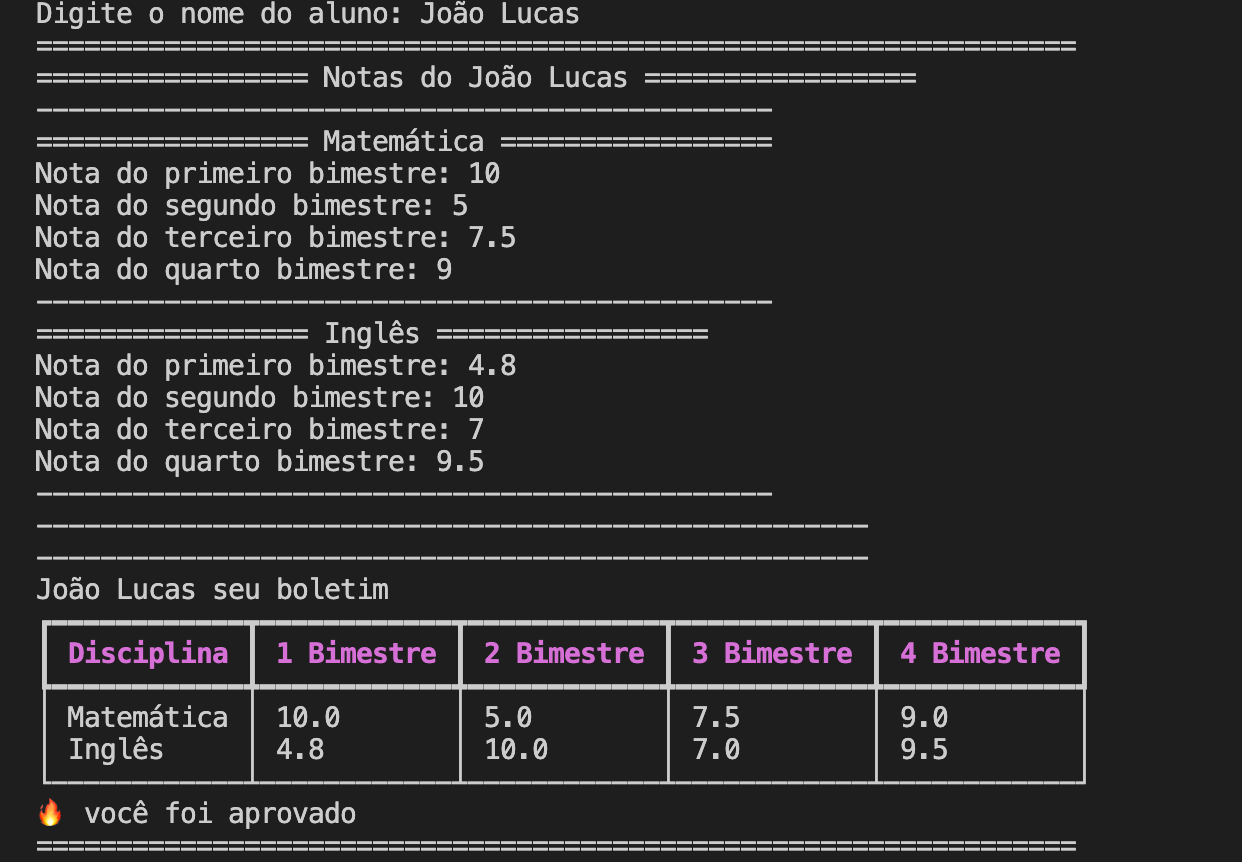 Digite o nome do aluno: João Lucas
=================================================================
================= Notas do João Lucas =================
----------------------------------------------
================= Matemática =================
Nota do primeiro bimestre: 10
Nota do segundo bimestre: 5
Nota do terceiro bimestre: 7.5
Nota do quarto bimestre: 9
----------------------------------------------
================= Inglês =================
Nota do primeiro bimestre: 4.8
Nota do segundo bimestre: 10
Nota do terceiro bimestre: 7
Nota do quarto bimestre: 9.5
----------------------------------------------
----------------------------------------------------
----------------------------------------------------
João Lucas seu boletim
Disciplina 1 Bimestre 2 Bimestre 3 Bimestre 4 Bimestre
Matemática 10.0 5.0 7.5 9.0
Inglês 4.8 10.0 7.0 9.5
🔥 você foi aprovado
=================================================================